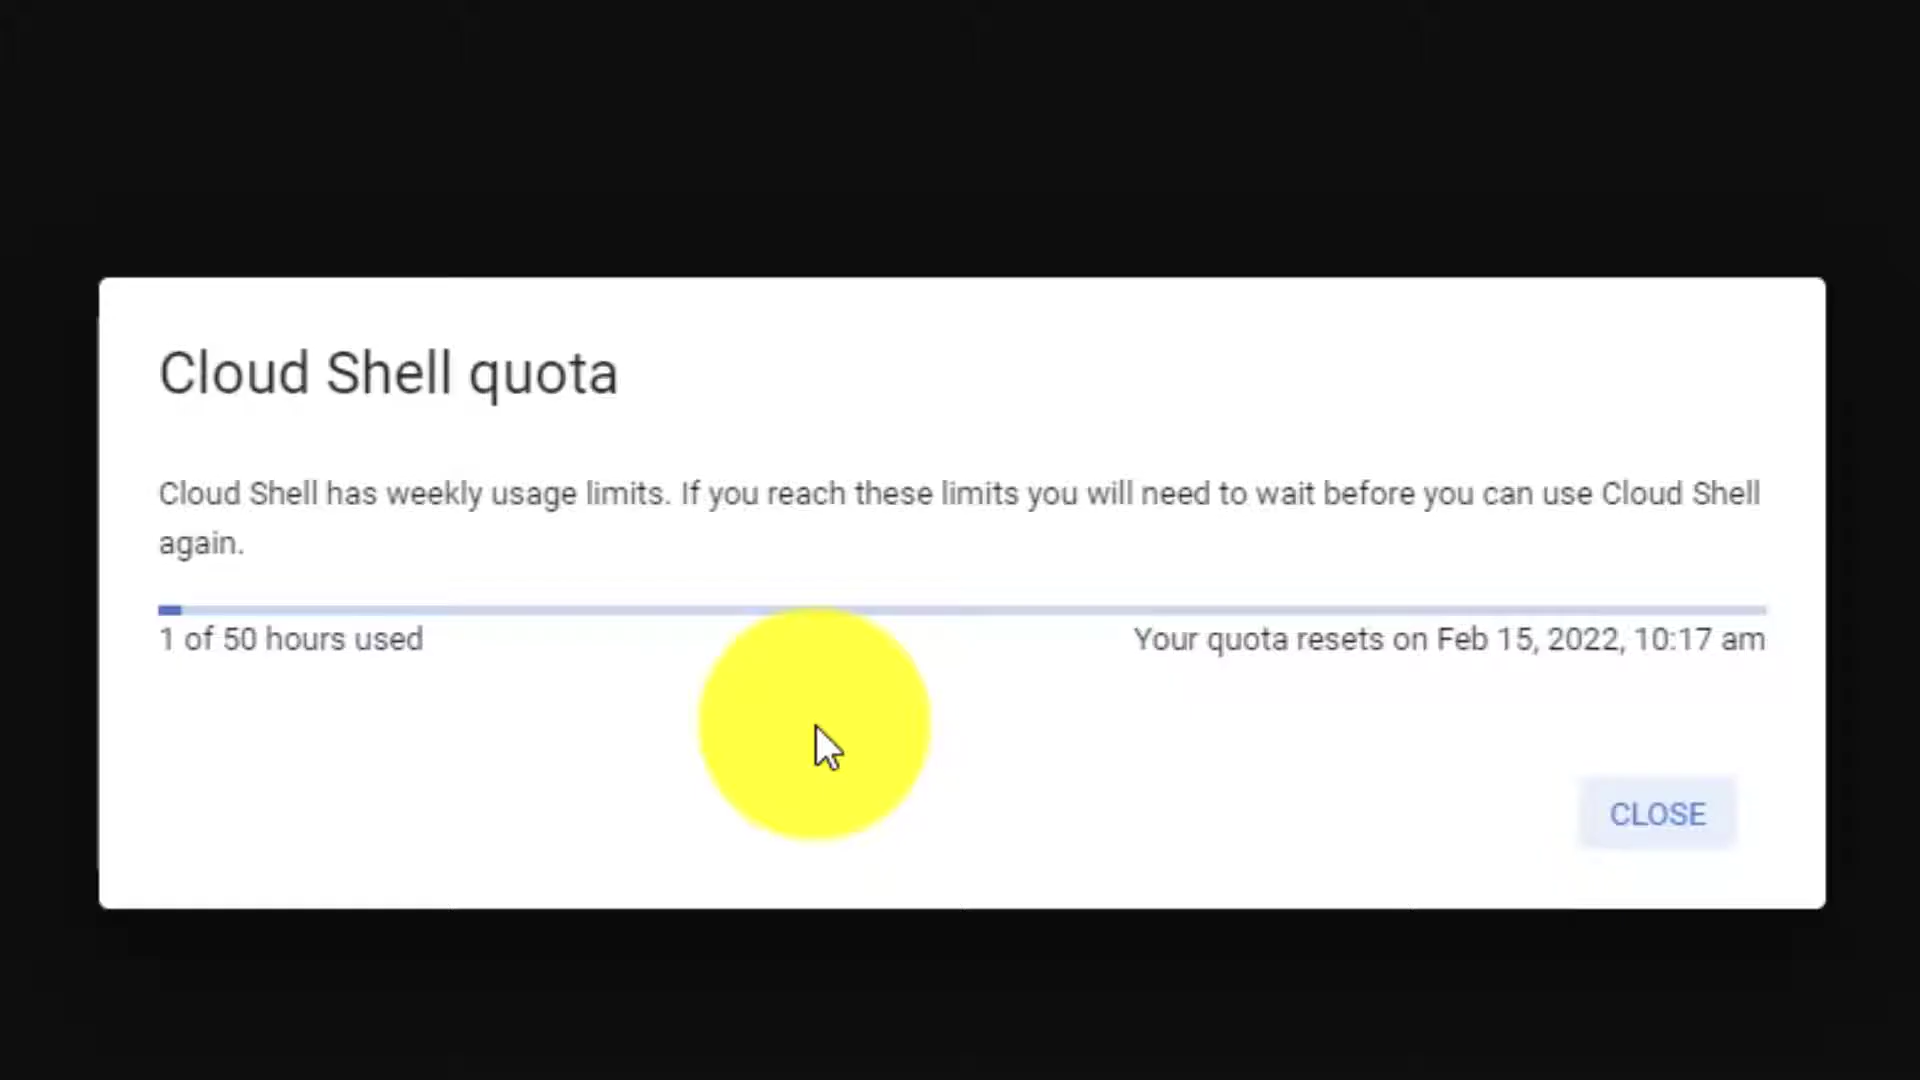 Cloud Shell quota
Cloud Shell has weekly usage limits. If you reach these limits you will need to wait before you can use Cloud Shell
again.
1 of 50 hours used
Your quota resets on Feb 15, 2022, 10:17 am
CLOSE